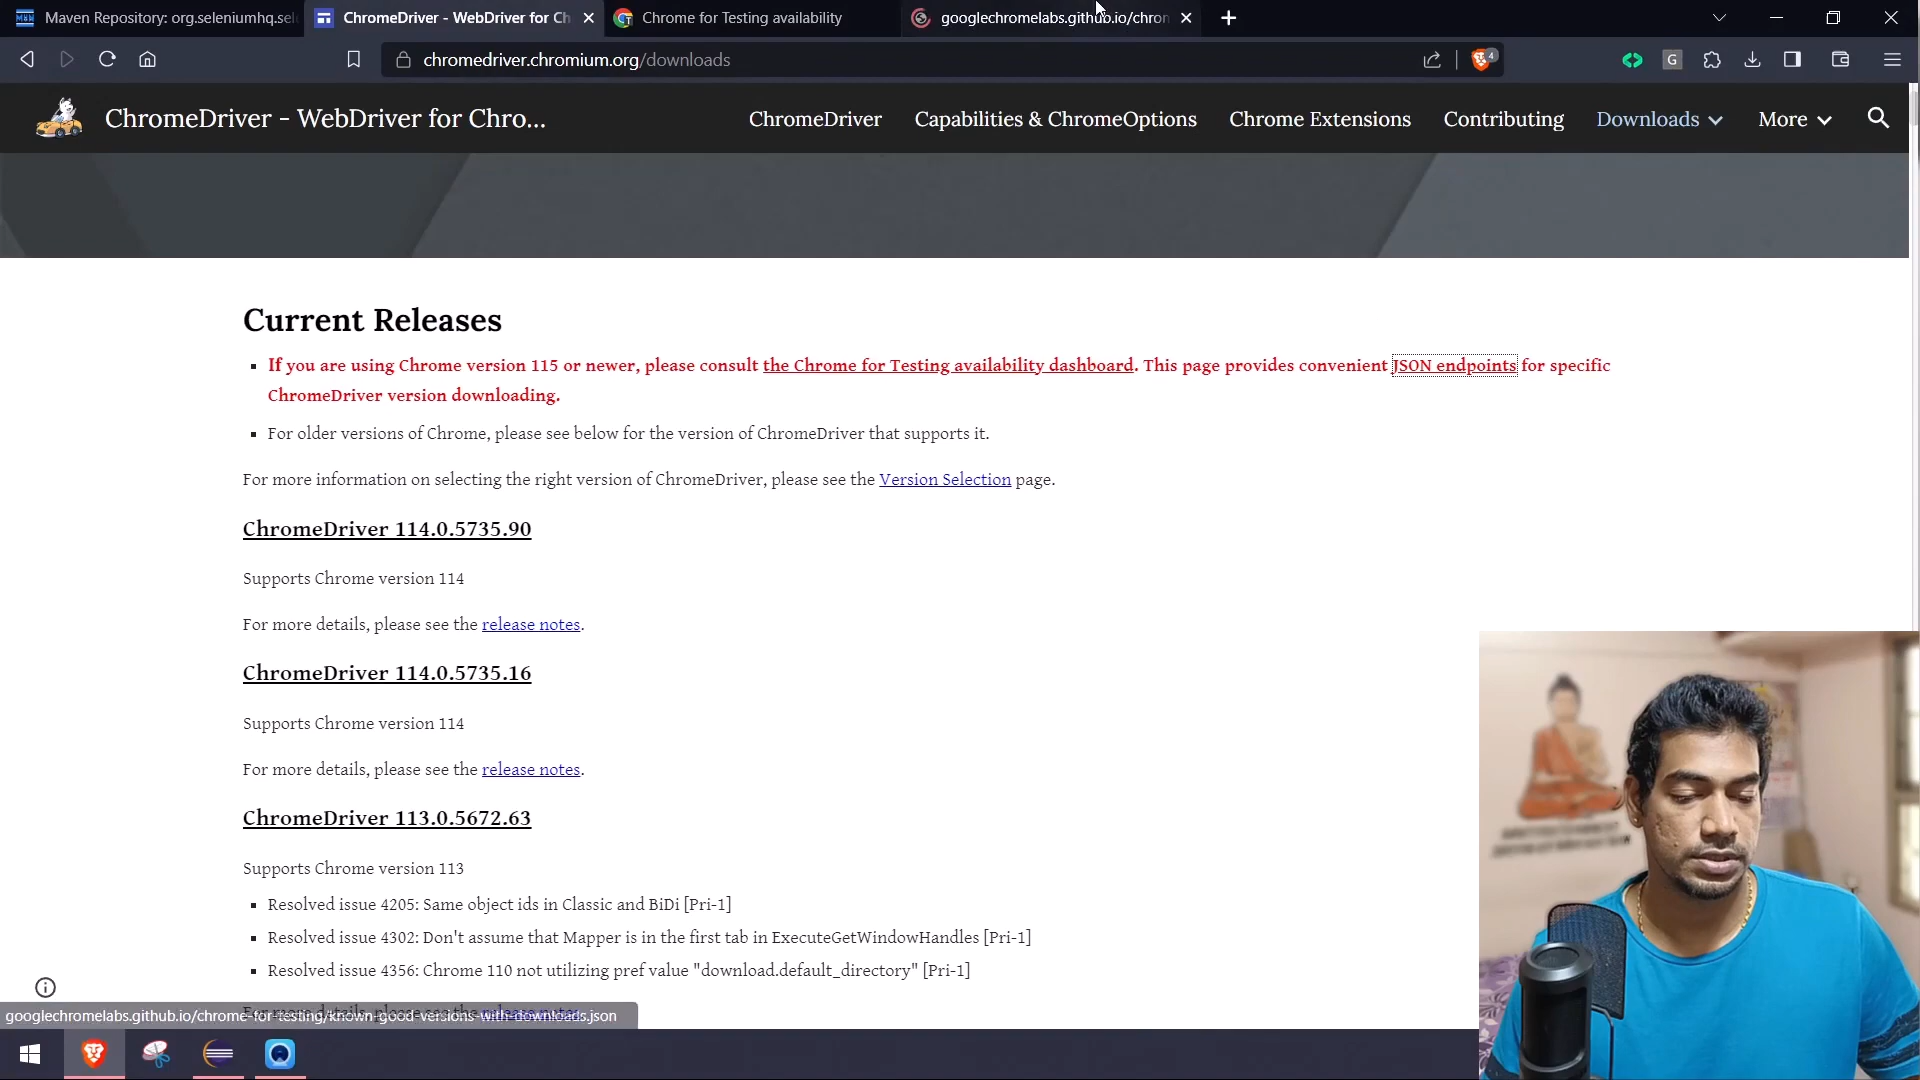 Maven Repository: org.seleniumhq.sel
ChromeDriver - WebDriver for Ch
Chrome for Testing availability
googlechromelabs.github.io/chrom
chromedriver.chromium.org/downloads
4
G
ChromeDriver - WebDriver for Chro...
ChromeDriver
Capabilities & ChromeOptions
Chrome Extensions
Contributing
Downloads
More
Current Releases
If you are using Chrome version 115 or newer, please consult the Chrome for Testing availability dashboard. This page provides convenient JSON endpoints for specific
ChromeDriver version downloading.
For older versions of Chrome, please see below for the version of ChromeDriver that supports it.
For more information on selecting the right version of ChromeDriver, please see the Version Selection page.
ChromeDriver 114.0.5735.90
Supports Chrome version 114
For more details, please see the release notes.
ChromeDriver 114.0.5735.16
Supports Chrome version 114
For more details, please see the release notes.
ChromeDriver 113.0.5672.63
Supports Chrome version 113
Resolved issue 4205: Same object ids in Classic and BiDi [Pri-1]
Resolved issue 4302: Don't assume that Mapper is in the first tab in ExecuteGetWindowHandles [Pri-1]
Resolved issue 4356: Chrome 110 not utilizing pref value "download.default_directory" [Pri-1]
For more details, please see the release notes.
googlechromelabs.github.io/chrome-for-testing/known-good-versions-with-downloads.json